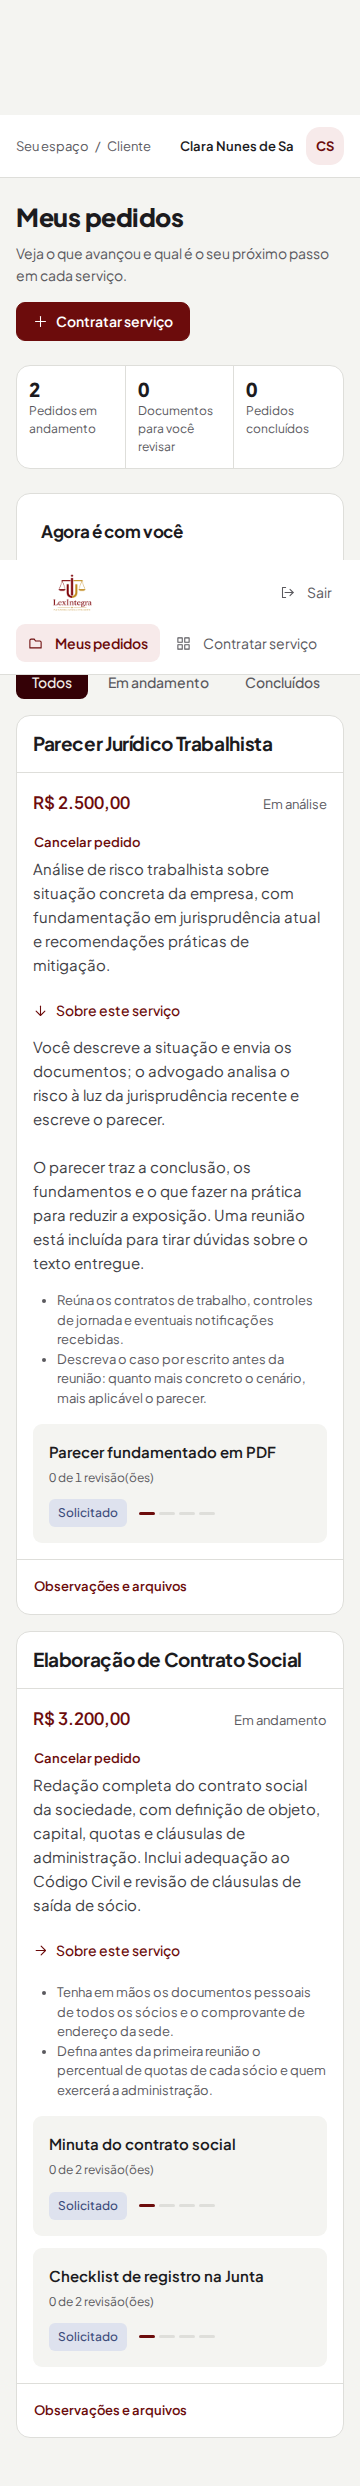 Seu espaço / Cliente
Clara Nunes de Sa
CS
Meus pedidos
Veja o que avançou e qual é o seu próximo passo
em cada serviço.
Contratar serviço
2
Pedidos em
andamento
0
Documentos
para você
revisar
0
Pedidos
concluídos
Agora é com você
LexIntegra
Sair
Meus pedidos
Contratar serviço
Todos
Em andamento
Concluídos
Parecer Jurídico Trabalhista
R$ 2.500,00
Em análise
Cancelar pedido
Análise de risco trabalhista sobre
situação concreta da empresa, com
fundamentação em jurisprudência atual
e recomendações práticas de
mitigação.
Sobre este serviço
Você descreve a situação e envia os
documentos; o advogado analisa o
risco à luz da jurisprudência recente e
escreve o parecer.
O parecer traz a conclusão, os
fundamentos e o que fazer na prática
para reduzir a exposição. Uma reunião
está incluída para tirar dúvidas sobre o
texto entregue.
• Reúna os contratos de trabalho, controles
de jornada e eventuais notificações
recebidas.
• Descreva o caso por escrito antes da
reunião: quanto mais concreto o cenário,
mais aplicável o parecer.
Parecer fundamentado em PDF
0 de 1 revisão(ões)
Solicitado
Observações e arquivos
Elaboração de Contrato Social
R$ 3.200,00
Em andamento
Cancelar pedido
Redação completa do contrato social
da sociedade, com definição de objeto,
capital, quotas e cláusulas de
administração. Inclui adequação ao
Código Civil e revisão de cláusulas de
saída de sócio.
Sobre este serviço
• Tenha em mãos os documentos pessoais
de todos os sócios e o comprovante de
endereço da sede.
• Defina antes da primeira reunião o
percentual de quotas de cada sócio e quem
exercerá a administração.
Minuta do contrato social
0 de 2 revisão(ões)
Solicitado
Checklist de registro na Junta
0 de 2 revisão(ões)
Solicitado
Observações e arquivos